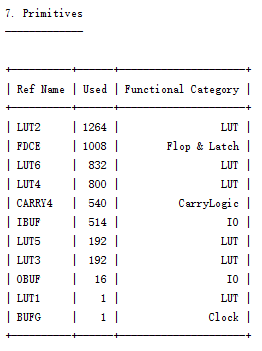 7. Primitives
-------------
+----------+------+---------------------+
| Ref Name | Used | Functional Category |
+----------+------+---------------------+
| LUT2     | 1264 |                 LUT |
| FDCE     | 1008 |        Flop & Latch |
| LUT6     |  832 |                 LUT |
| LUT4     |  800 |                 LUT |
| CARRY4   |  540 |          CarryLogic |
| IBUF     |  514 |                  IO |
| LUT5     |  192 |                 LUT |
| LUT3     |  192 |                 LUT |
| OBUF     |   16 |                  IO |
| LUT1     |    1 |                 LUT |
| BUFG     |    1 |               Clock |
+----------+------+---------------------+